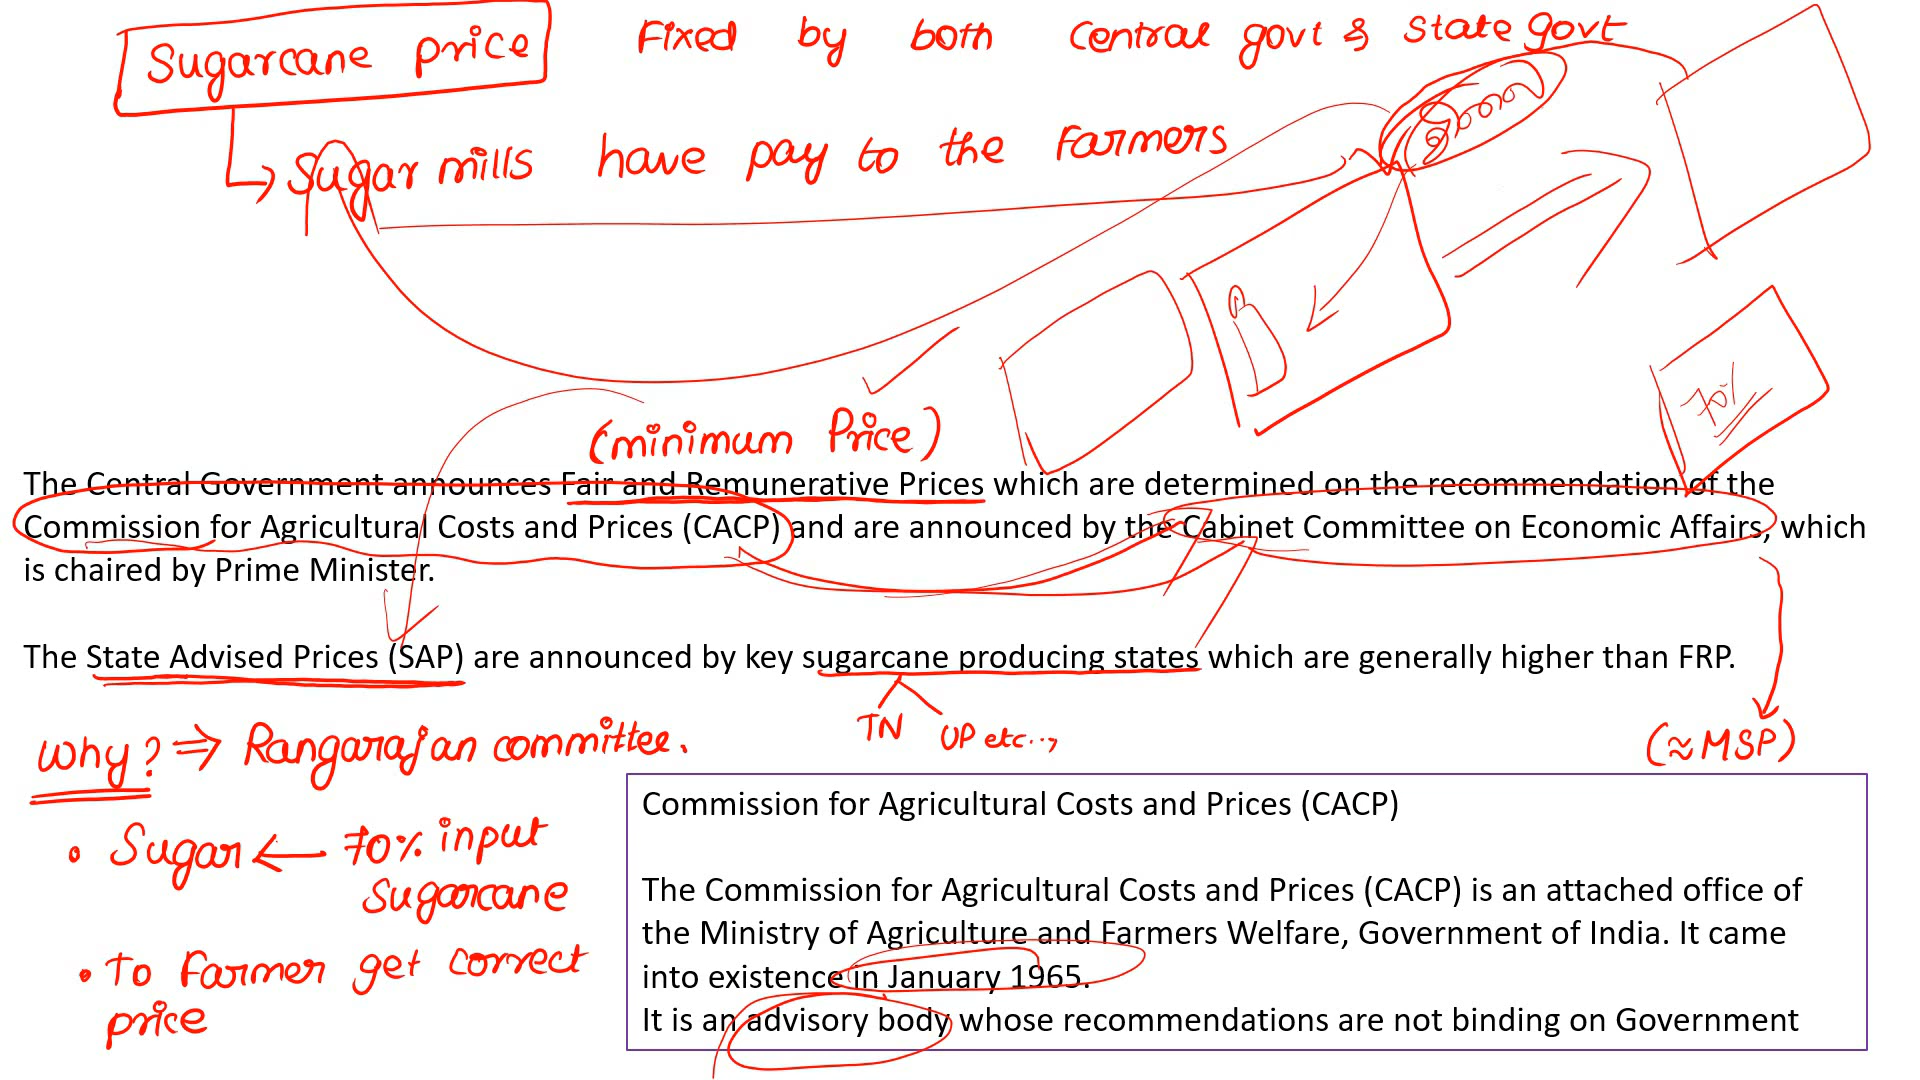 Sugarcane price
Fixed by both Central govt & State Govt
Sugar mills have pay to the Farmers
70%
(minimum Price)
The Central Government announces Fair and Remunerative Prices which are determined on the recommendation of the
Commission for Agricultural Costs and Prices (CACP) and are announced by the Cabinet Committee on Economic Affairs, which
is chaired by Prime Minister.
The State Advised Prices (SAP) are announced by key sugarcane producing states which are generally higher than FRP.
TN
UP etc..,
(≈MSP)
Why? ⇒ Rangarajan committee.
• Sugar ← 70% input
Sugarcane
• To Farmer get correct
price
Commission for Agricultural Costs and Prices (CACP)
The Commission for Agricultural Costs and Prices (CACP) is an attached office of
the Ministry of Agriculture and Farmers Welfare, Government of India. It came
into existence in January 1965.
It is an advisory body whose recommendations are not binding on Government